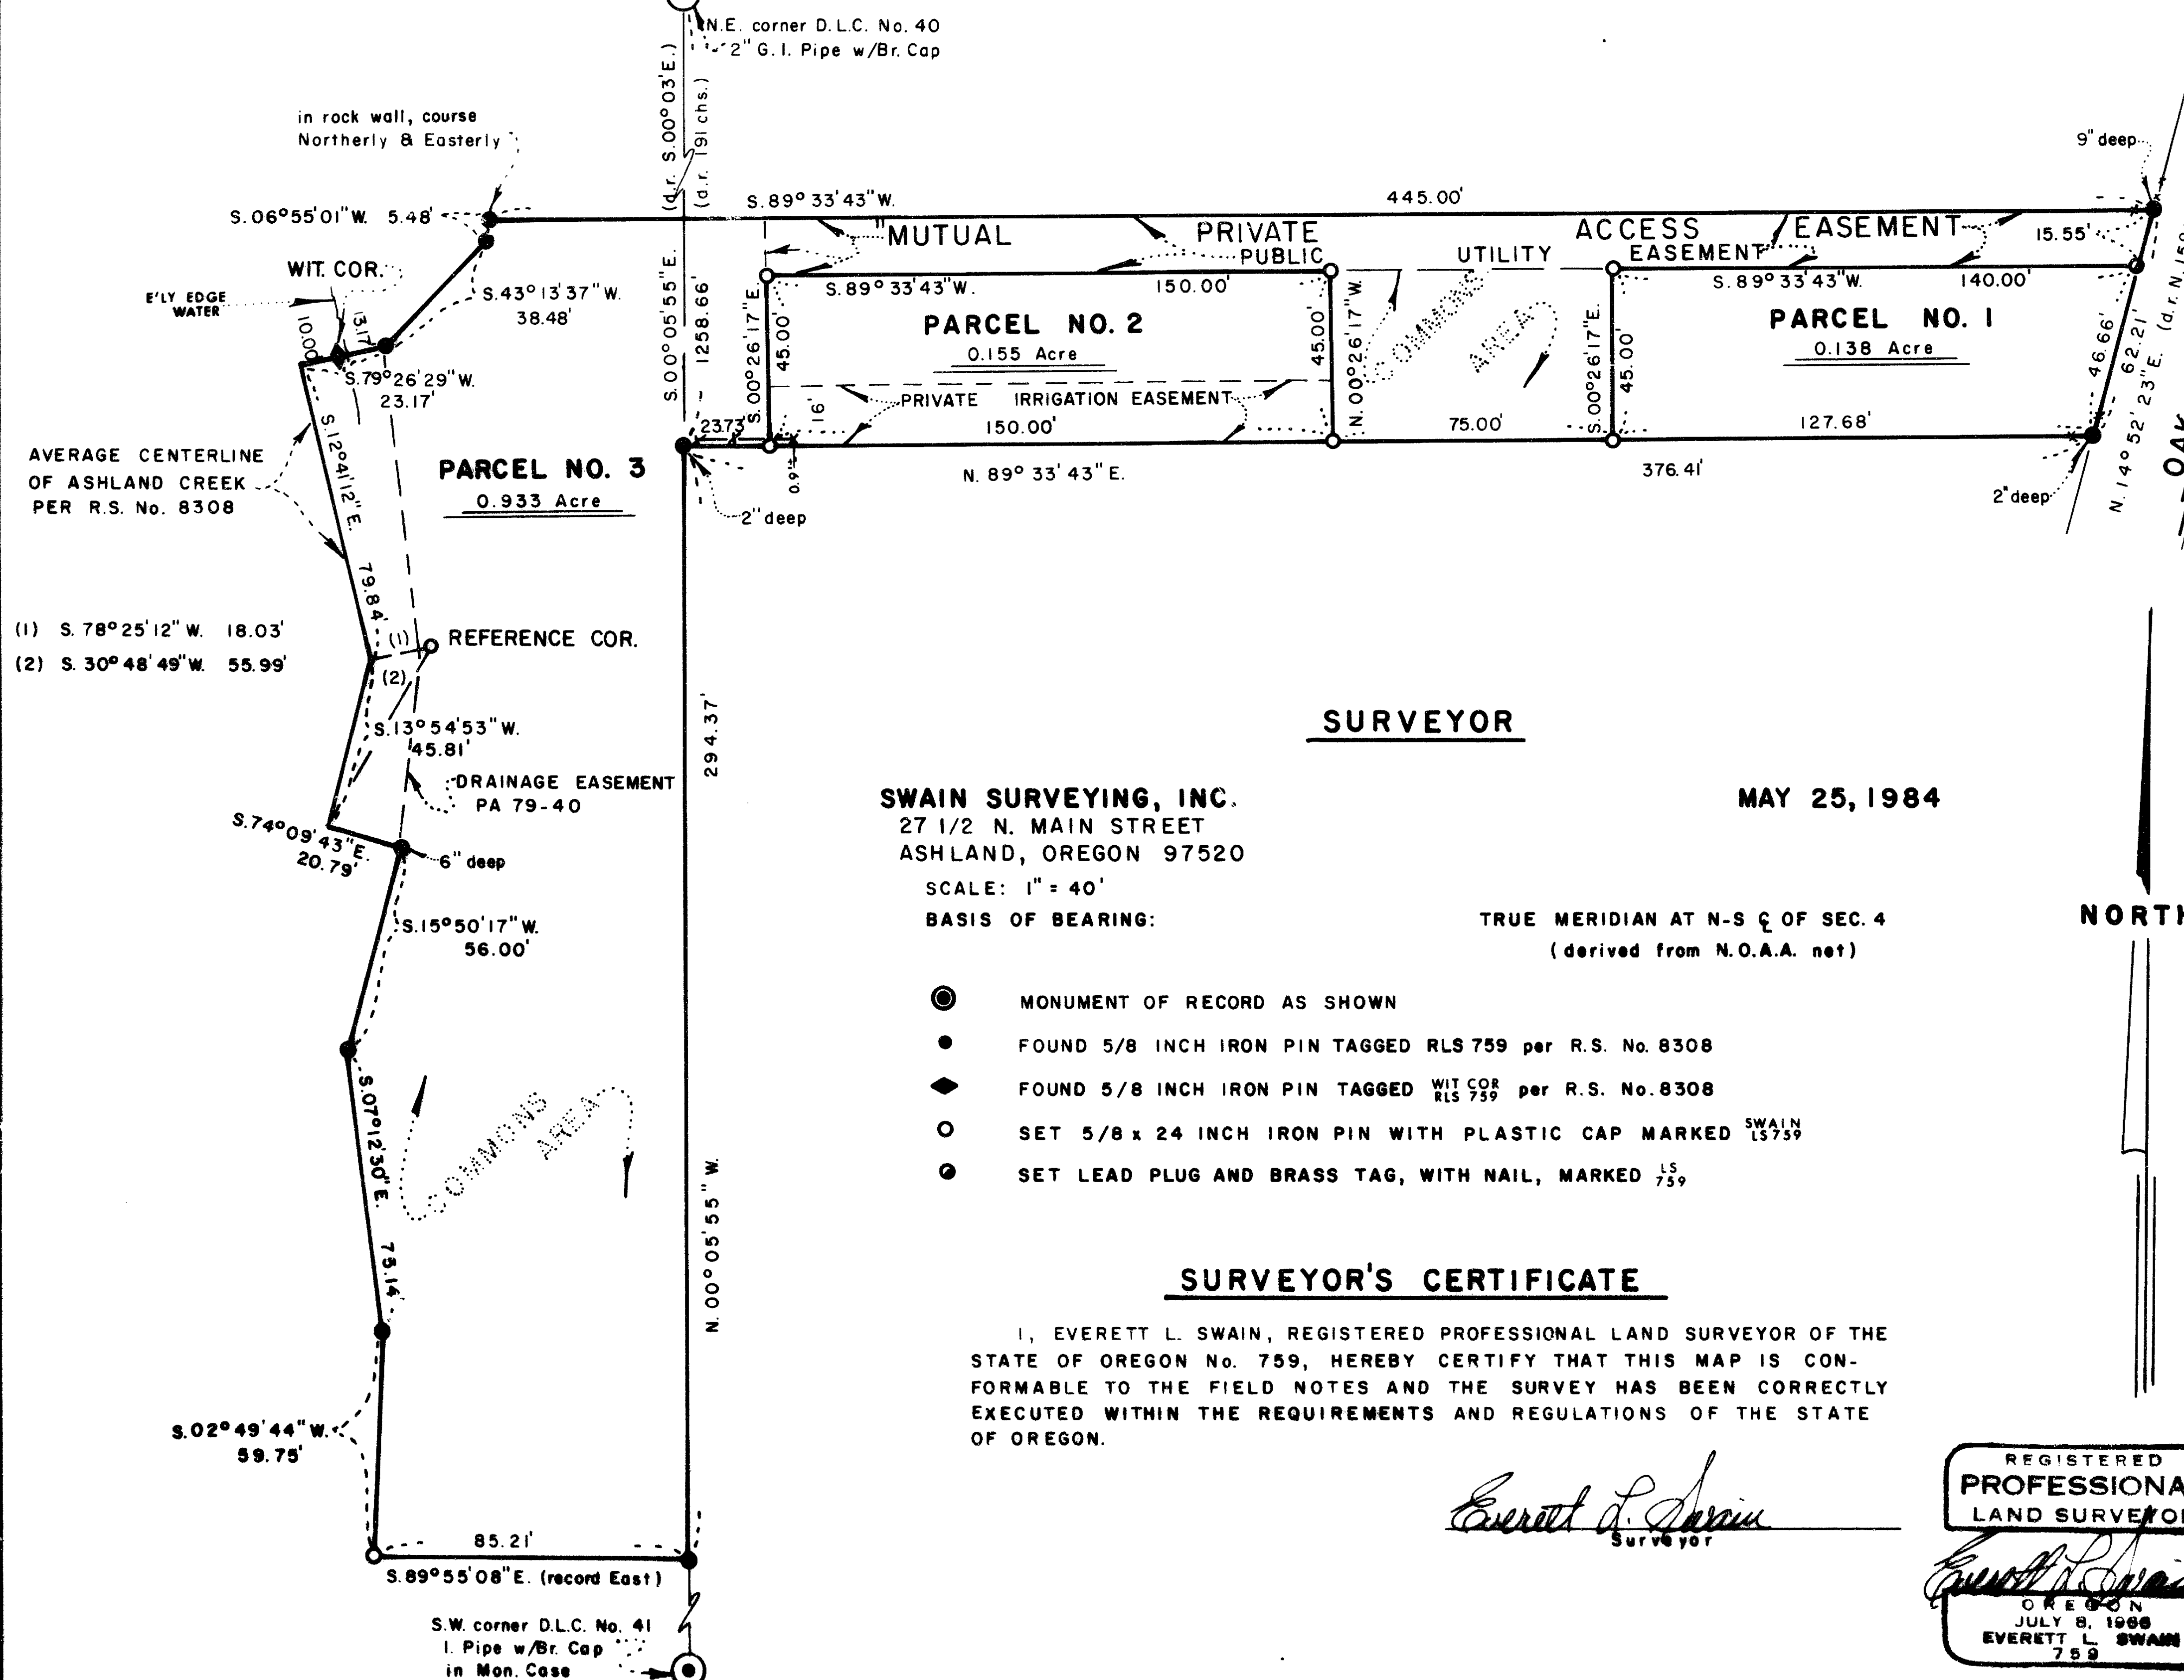 N.E. corner D.L.C. No. 40
2" G.I. Pipe w/Br. Cap
(d.r. S.00°03'E.)
(d.r. 191 chs.)
in rock wall, course
Northerly & Easterly
9" deep
S.06°55'01"W. 5.48'
S.89°33'43"W.
445.00'
"MUTUAL PRIVATE ACCESS EASEMENT
PUBLIC UTILITY EASEMENT
15.55'
WIT. COR.
E'LY EDGE
WATER
10.00'
13.17'
S.43°13'37"W.
38.48'
S.79°26'29"W.
23.17'
S.00°05'55"E.
1258.66'
S.00°26'17"E.
45.00'
S.89°33'43"W.
150.00'
PARCEL NO. 2
0.155 Acre
45.00'
N.00°26'17"W.
COMMONS
AREA
S.00°26'17"E.
45.00'
S.89°33'43"W.
140.00'
PARCEL NO. 1
0.138 Acre
46.66'
62.21'
N.14°52'23"E.
(d.r. N.15°
OAK
PRIVATE IRRIGATION EASEMENT
16'
23.73'
150.00'
75.00'
127.68'
0.9'±
N.89°33'43"E.
376.41'
2" deep
2" deep
AVERAGE CENTERLINE
OF ASHLAND CREEK
PER R.S. No. 8308
S.12°41'12"E.
79.84'
PARCEL NO. 3
0.933 Acre
(1) S.78°25'12"W. 18.03'
(2) S.30°48'49"W. 55.99'
(1)
(2)
REFERENCE COR.
S.13°54'53"W.
45.81'
DRAINAGE EASEMENT
PA 79-40
S.74°09'43"E.
20.79'
6" deep
S.15°50'17"W.
56.00'
294.37'
N.00°05'55"W.
S.07°12'30"E.
75.14'
COMMONS
AREA
S.02°49'44"W.
59.75'
85.21'
S.89°55'08"E. (record East)
S.W. corner D.L.C. No. 41
I. Pipe w/Br. Cap
in Mon. Case
SURVEYOR
SWAIN SURVEYING, INC.
MAY 25, 1984
27 1/2 N. MAIN STREET
ASHLAND, OREGON 97520
SCALE: 1" = 40'
BASIS OF BEARING: TRUE MERIDIAN AT N-S ℄ OF SEC. 4
(derived from N.O.A.A. net)
NORTH
MONUMENT OF RECORD AS SHOWN
FOUND 5/8 INCH IRON PIN TAGGED RLS 759 per R.S. No. 8308
FOUND 5/8 INCH IRON PIN TAGGED WIT COR RLS 759 per R.S. No. 8308
SET 5/8 x 24 INCH IRON PIN WITH PLASTIC CAP MARKED SWAIN LS759
SET LEAD PLUG AND BRASS TAG, WITH NAIL, MARKED LS 759
SURVEYOR'S CERTIFICATE
I, EVERETT L. SWAIN, REGISTERED PROFESSIONAL LAND SURVEYOR OF THE
STATE OF OREGON No. 759, HEREBY CERTIFY THAT THIS MAP IS CON-
FORMABLE TO THE FIELD NOTES AND THE SURVEY HAS BEEN CORRECTLY
EXECUTED WITHIN THE REQUIREMENTS AND REGULATIONS OF THE STATE
OF OREGON.
Everett L. Swain
Surveyor
REGISTERED
PROFESSIONA
LAND SURVEYOR
Everett L. Swain
OREGON
JULY 8, 1966
EVERETT L. SWAIN
759